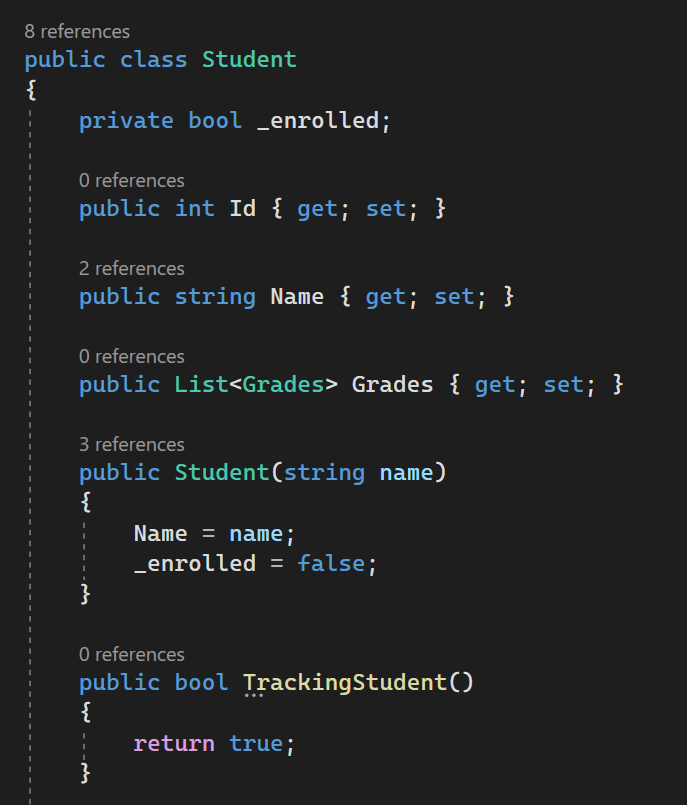 8 references
public class Student
{
private bool _enrolled;
0 references
public int Id { get; set; }
2 references
public string Name { get; set; }
0 references
public List<Grades> Grades { get; set; }
3 references
public Student(string name)
{
Name = name;
_enrolled = false;
}
0 references
public bool TrackingStudent()
{
return true;
}